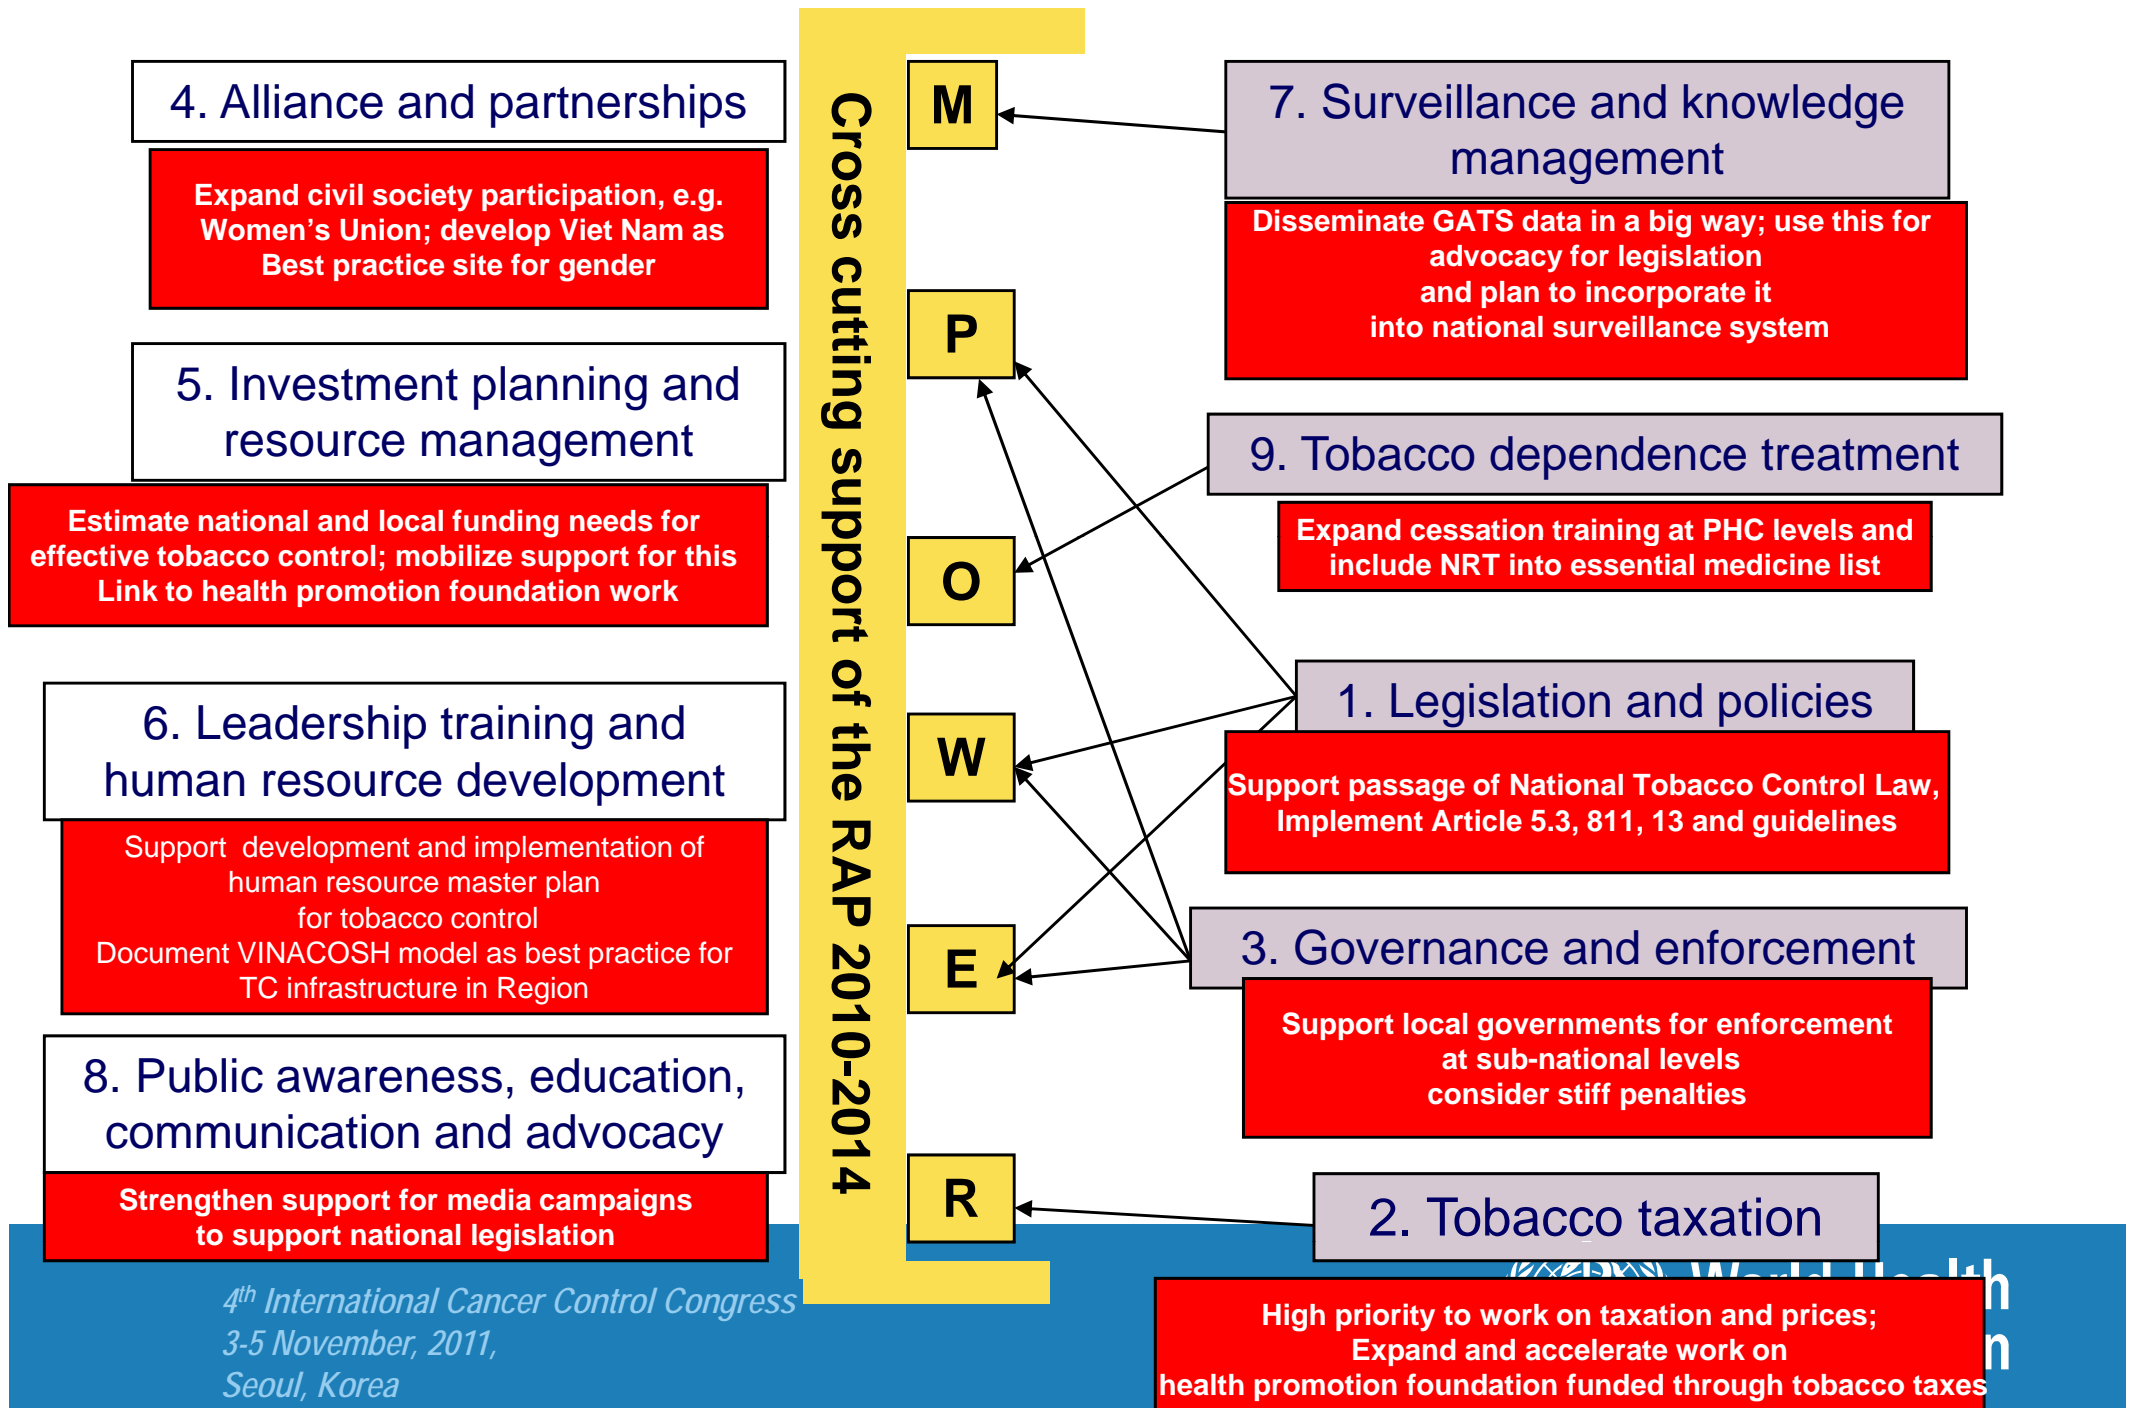 4. Alliance and partnerships
Expand civil society participation, e.g.
Women’s Union; develop Viet Nam as
Best practice site for gender
5. Investment planning and
resource management
Estimate national and local funding needs for
effective tobacco control; mobilize support for this
Link to health promotion foundation work
6. Leadership training and
human resource development
Support development and implementation of
human resource master plan
for tobacco control
Document VINACOSH model as best practice for
TC infrastructure in Region
8. Public awareness, education,
communication and advocacy
Strengthen support for media campaigns
to support national legislation
Cross cutting support of the RAP 2010-2014
M
P
O
W
E
R
7. Surveillance and knowledge
management
Disseminate GATS data in a big way; use this for
advocacy for legislation
and plan to incorporate it
into national surveillance system
9. Tobacco dependence treatment
Expand cessation training at PHC levels and
include NRT into essential medicine list
1. Legislation and policies
Support passage of National Tobacco Control Law,
Implement Article 5.3, 811, 13 and guidelines
3. Governance and enforcement
Support local governments for enforcement
at sub-national levels
consider stiff penalties
2. Tobacco taxation
High priority to work on taxation and prices;
Expand and accelerate work on
health promotion foundation funded through tobacco taxes
4th International Cancer Control Congress
3-5 November, 2011,
Seoul, Korea
World Health